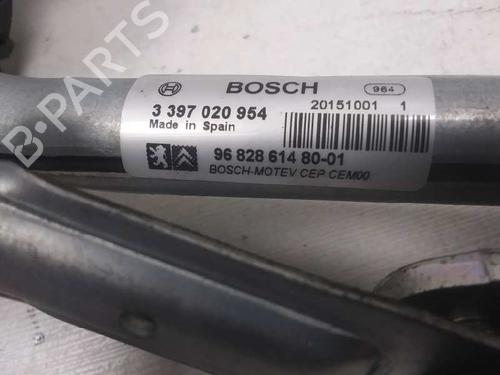 BOSCH
964
3 397 020 954
20151001 1
Made in Spain
96 828 614 80-01
BOSCH-MOTEV CEP CEM00
B-PARTS